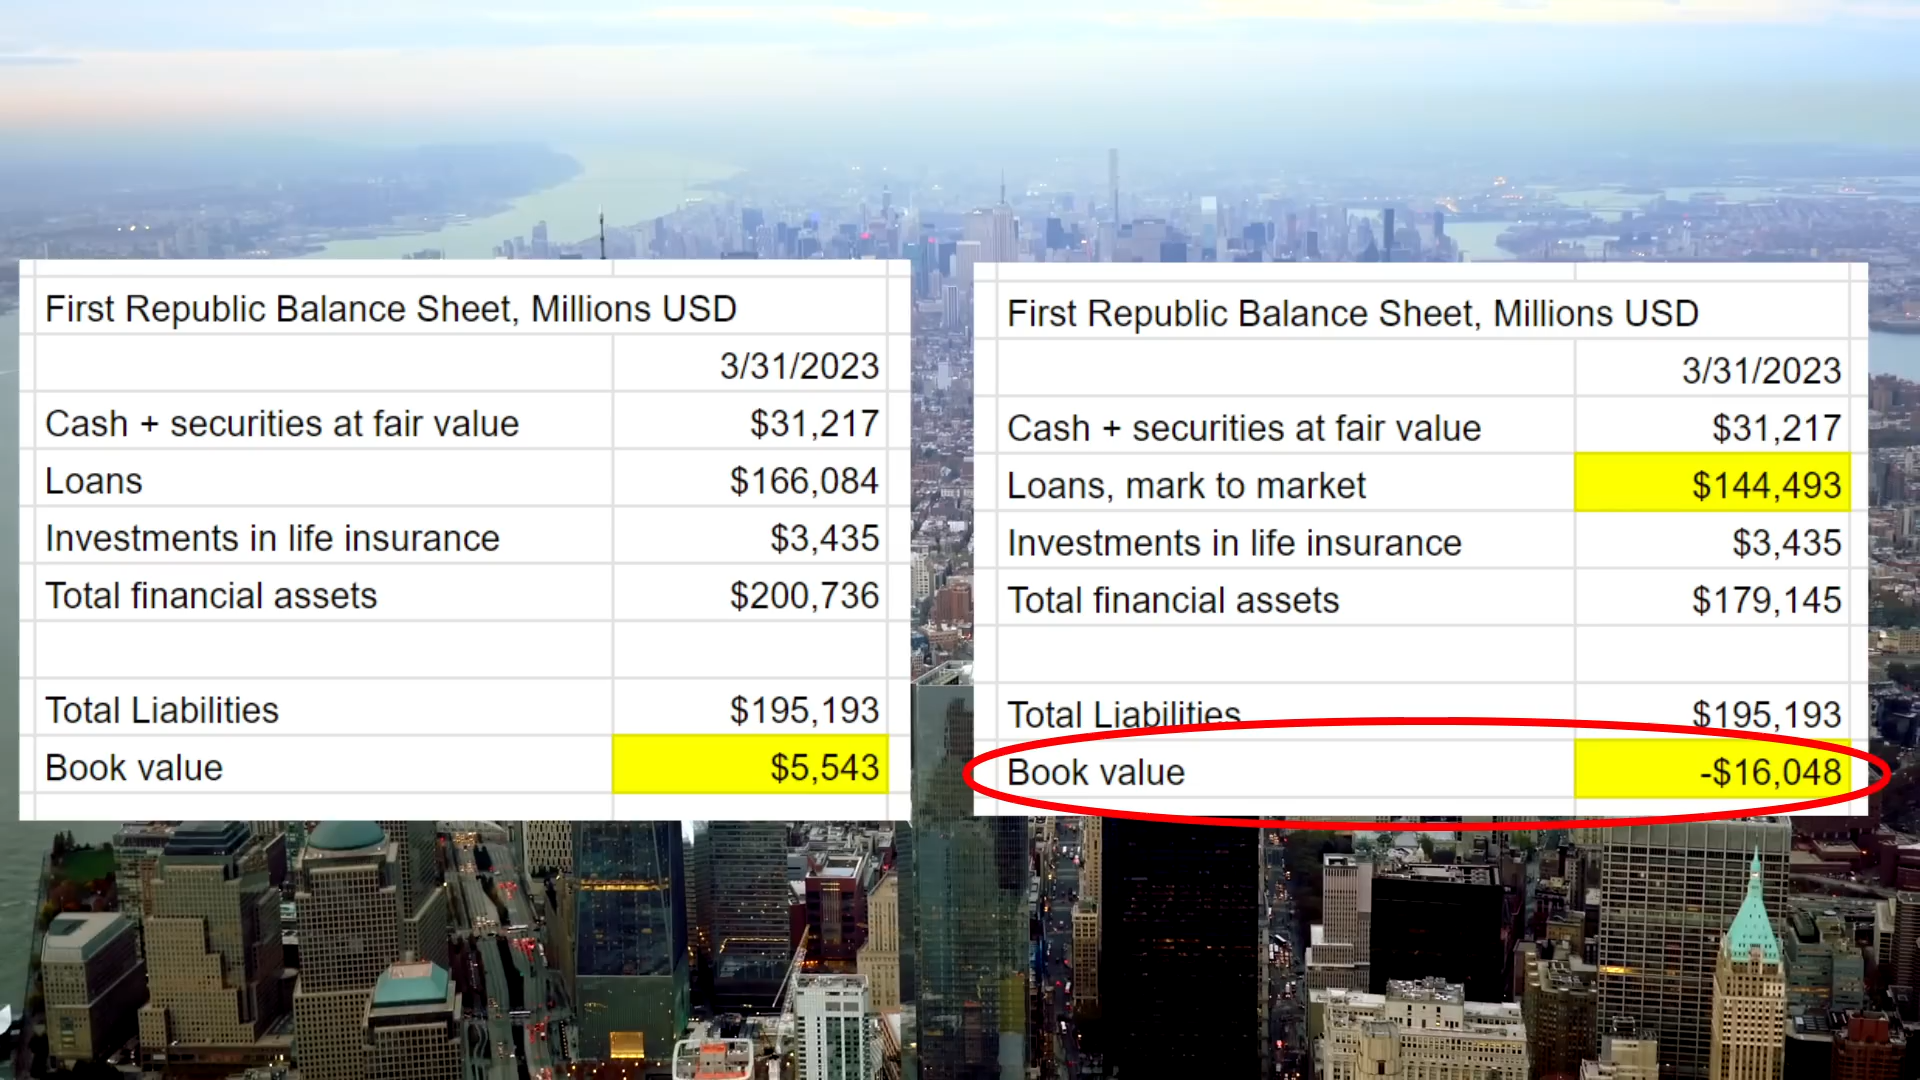 First Republic Balance Sheet, Millions USD
3/31/2023
Cash + securities at fair value $31,217
Loans $166,084
Investments in life insurance $3,435
Total financial assets $200,736
Total Liabilities $195,193
Book value $5,543
First Republic Balance Sheet, Millions USD
3/31/2023
Cash + securities at fair value $31,217
Loans, mark to market $144,493
Investments in life insurance $3,435
Total financial assets $179,145
Total Liabilities $195,193
Book value -$16,048